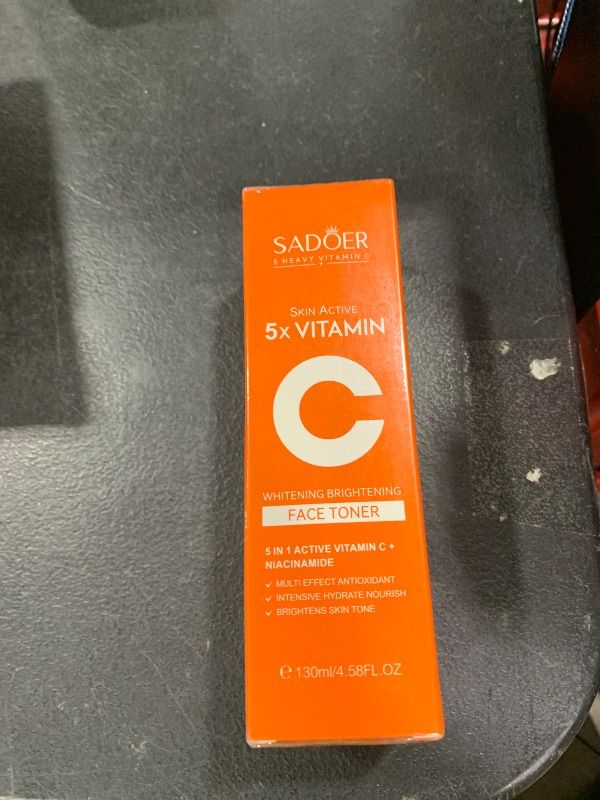 SADOER
5 HEAVY VITAMIN C
SKIN ACTIVE
5x VITAMIN
C
WHITENING BRIGHTENING
FACE TONER
5 IN 1 ACTIVE VITAMIN C +
NIACINAMIDE
✓ MULTI EFFECT ANTIOXIDANT
✓ INTENSIVE HYDRATE NOURISH
✓ BRIGHTENS SKIN TONE
℮ 130ml/4.58FL.OZ